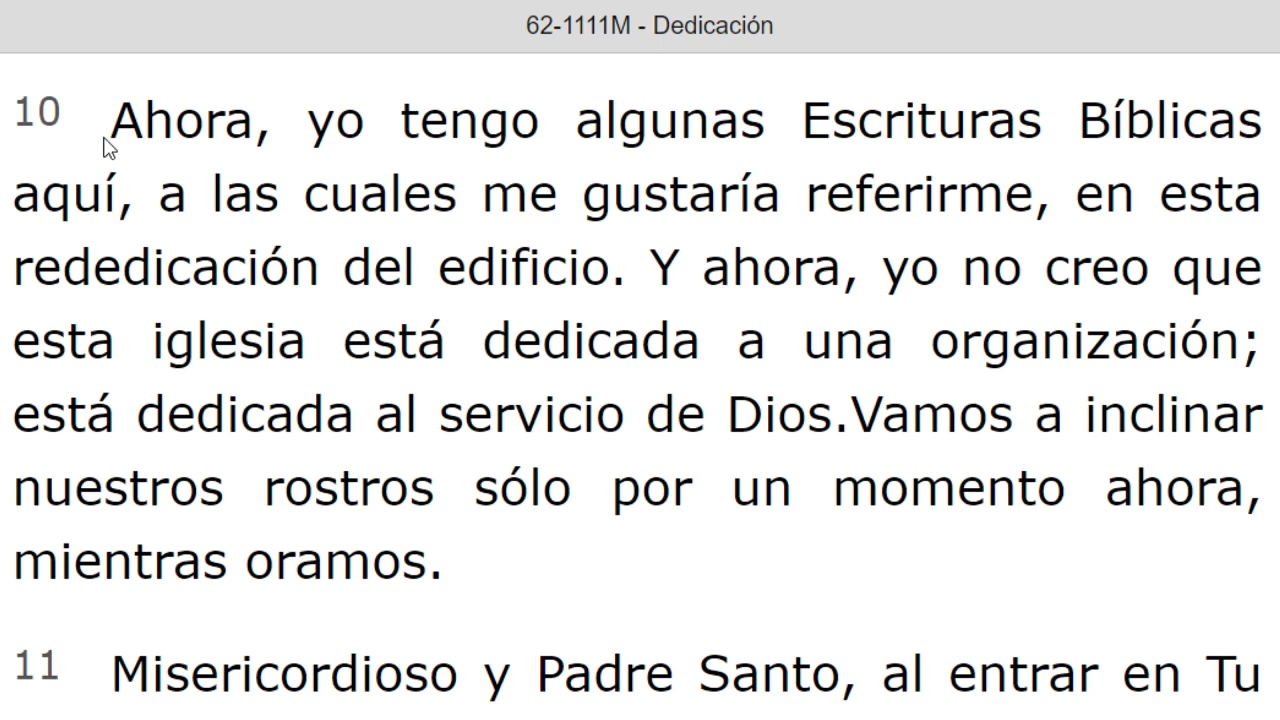 62-1111M - Dedicación
10 Ahora, yo tengo algunas Escrituras Bíblicas
aquí, a las cuales me gustaría referirme, en esta
rededicación del edificio. Y ahora, yo no creo que
esta iglesia está dedicada a una organización;
está dedicada al servicio de Dios.Vamos a inclinar
nuestros rostros sólo por un momento ahora,
mientras oramos.
11 Misericordioso y Padre Santo, al entrar en Tu